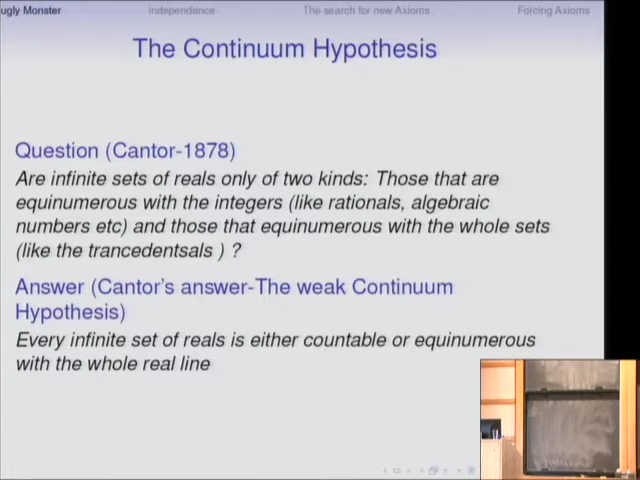 ugly Monster independence The search for new Axioms Forcing Axioms
The Continuum Hypothesis
Question (Cantor-1878)
Are infinite sets of reals only of two kinds: Those that are
equinumerous with the integers (like rationals, algebraic
numbers etc) and those that equinumerous with the whole sets
(like the trancedentsals ) ?
Answer (Cantor's answer-The weak Continuum
Hypothesis)
Every infinite set of reals is either countable or equinumerous
with the whole real line